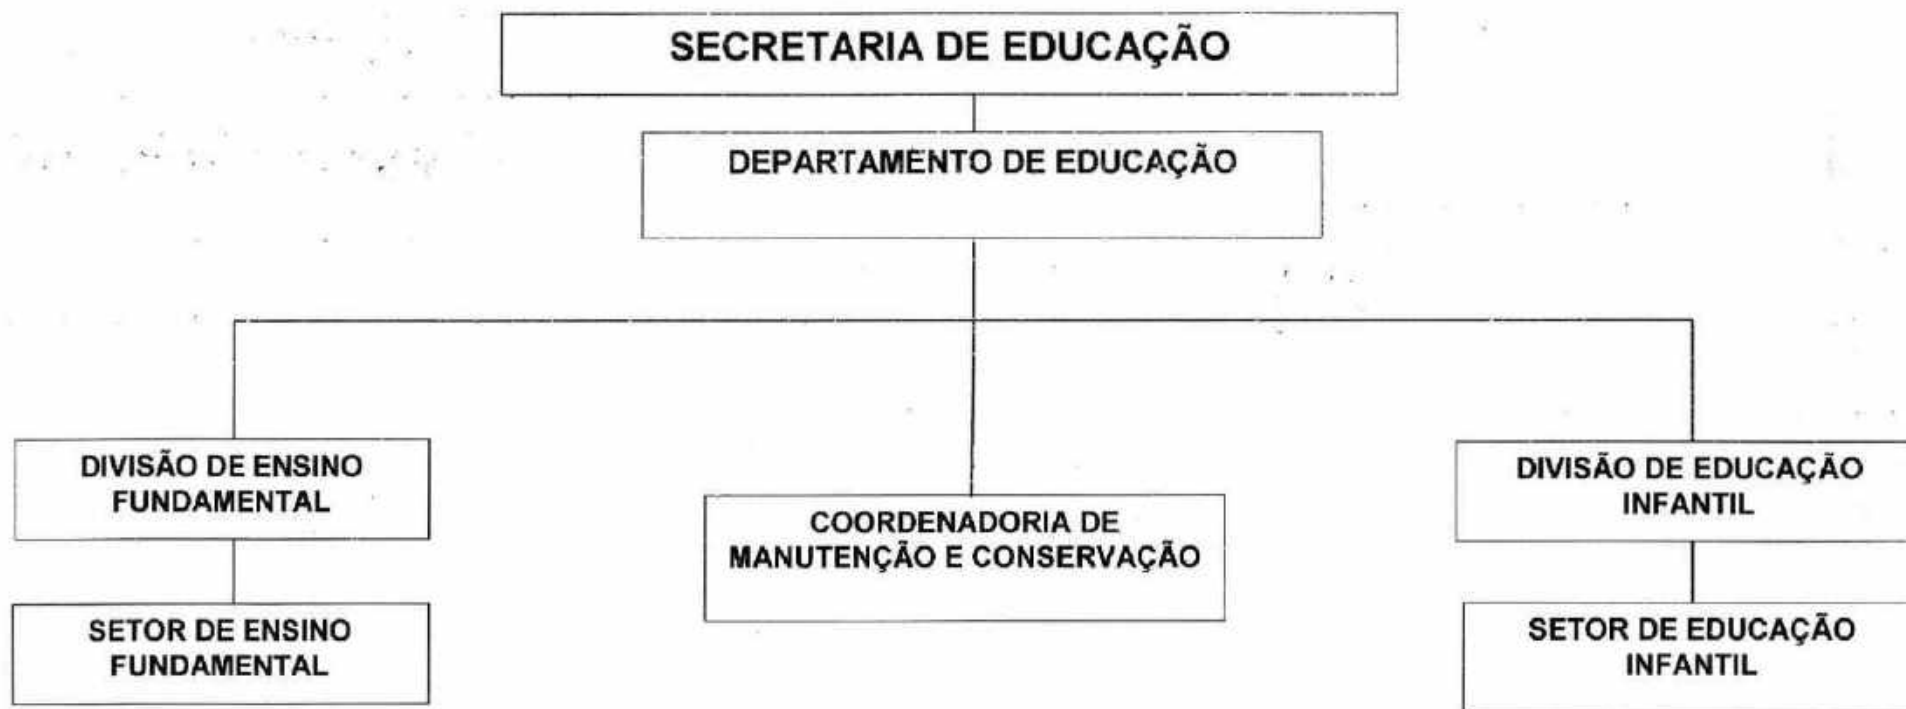 SECRETARIA DE EDUCAÇÃO
DEPARTAMENTO DE EDUCAÇÃO
DIVISÃO DE ENSINO
FUNDAMENTAL
COORDENADORIA DE
MANUTENÇÃO E CONSERVAÇÃO
DIVISÃO DE EDUCAÇÃO
INFANTIL
SETOR DE ENSINO
FUNDAMENTAL
SETOR DE EDUCAÇÃO
INFANTIL